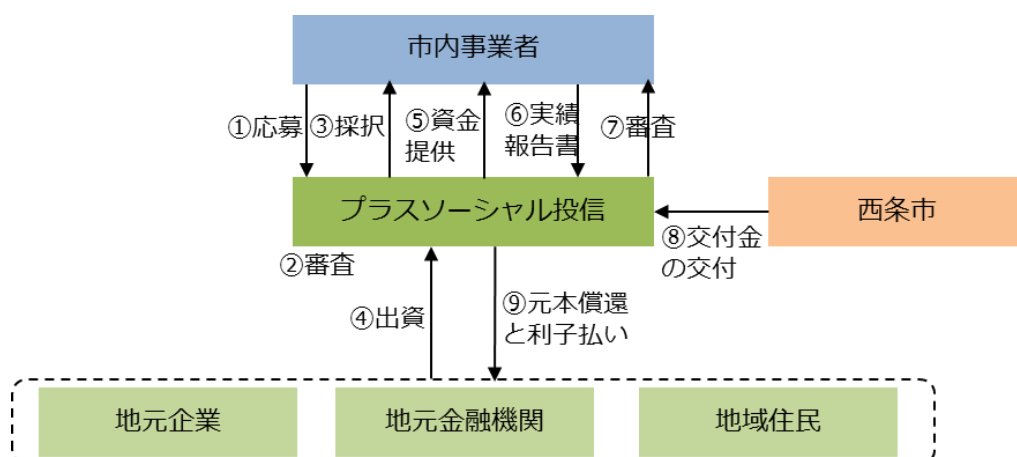 市内事業者
①応募
③採択
⑤資金
提供
⑥実績
報告書
⑦審査
プラスソーシャル投信
西条市
②審査
⑧交付金
の交付
④出資
⑨元本償還
と利子払い
地元企業
地元金融機関
地域住民